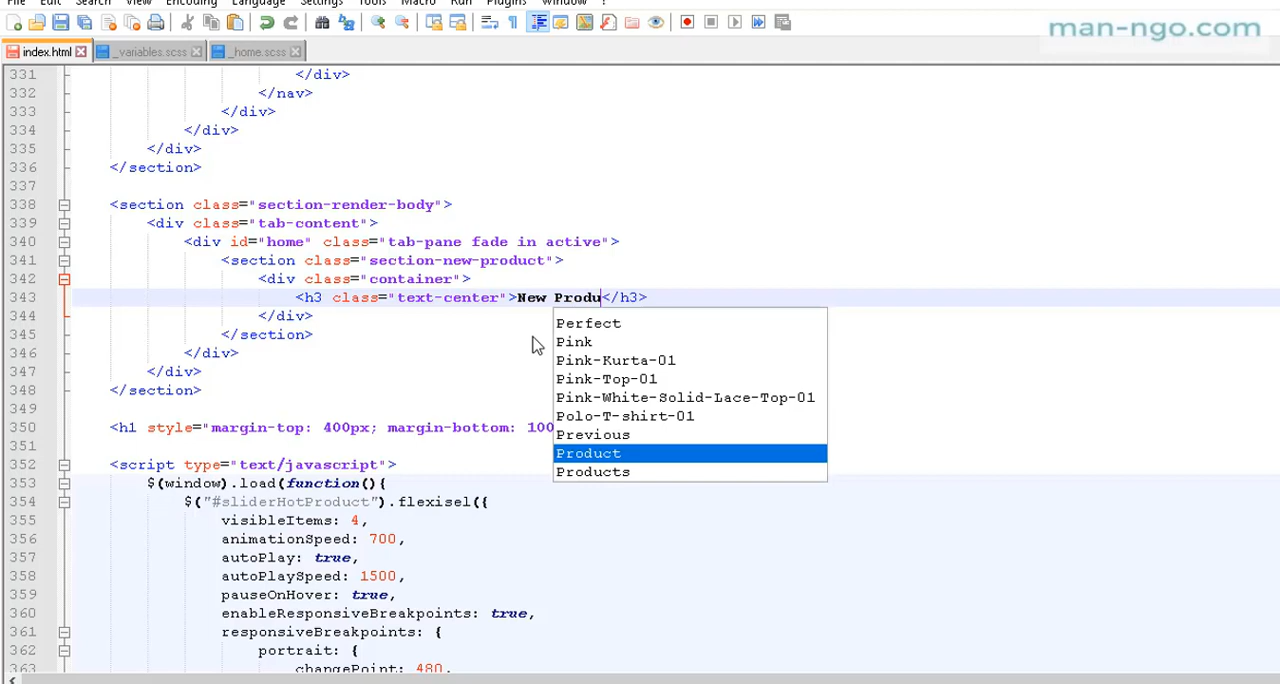 File Edit Search View Encoding Language Settings Tools Macro Run Plugins Window ?
man-ngo.com
index.html _variables.scss _home.scss
331 </div>
332 </nav>
333 </div>
334 </div>
335 </div>
336 </section>
337
338 <section class="section-render-body">
339 <div class="tab-content">
340 <div id="home" class="tab-pane fade in active">
341 <section class="section-new-product">
342 <div class="container">
343 <h3 class="text-center">New Produ</h3>
344 </div>
345 </section>
346 </div>
347 </div>
348 </section>
349
350 <h1 style="margin-top: 400px; margin-bottom: 100
351
352 <script type="text/javascript">
353 $(window).load(function(){
354 $("#sliderHotProduct").flexisel({
355 visibleItems: 4,
356 animationSpeed: 700,
357 autoPlay: true,
358 autoPlaySpeed: 1500,
359 pauseOnHover: true,
360 enableResponsiveBreakpoints: true,
361 responsiveBreakpoints: {
362 portrait: {
363 changePoint: 480,
Perfect
Pink
Pink-Kurta-01
Pink-Top-01
Pink-White-Solid-Lace-Top-01
Polo-T-shirt-01
Previous
Product
Products